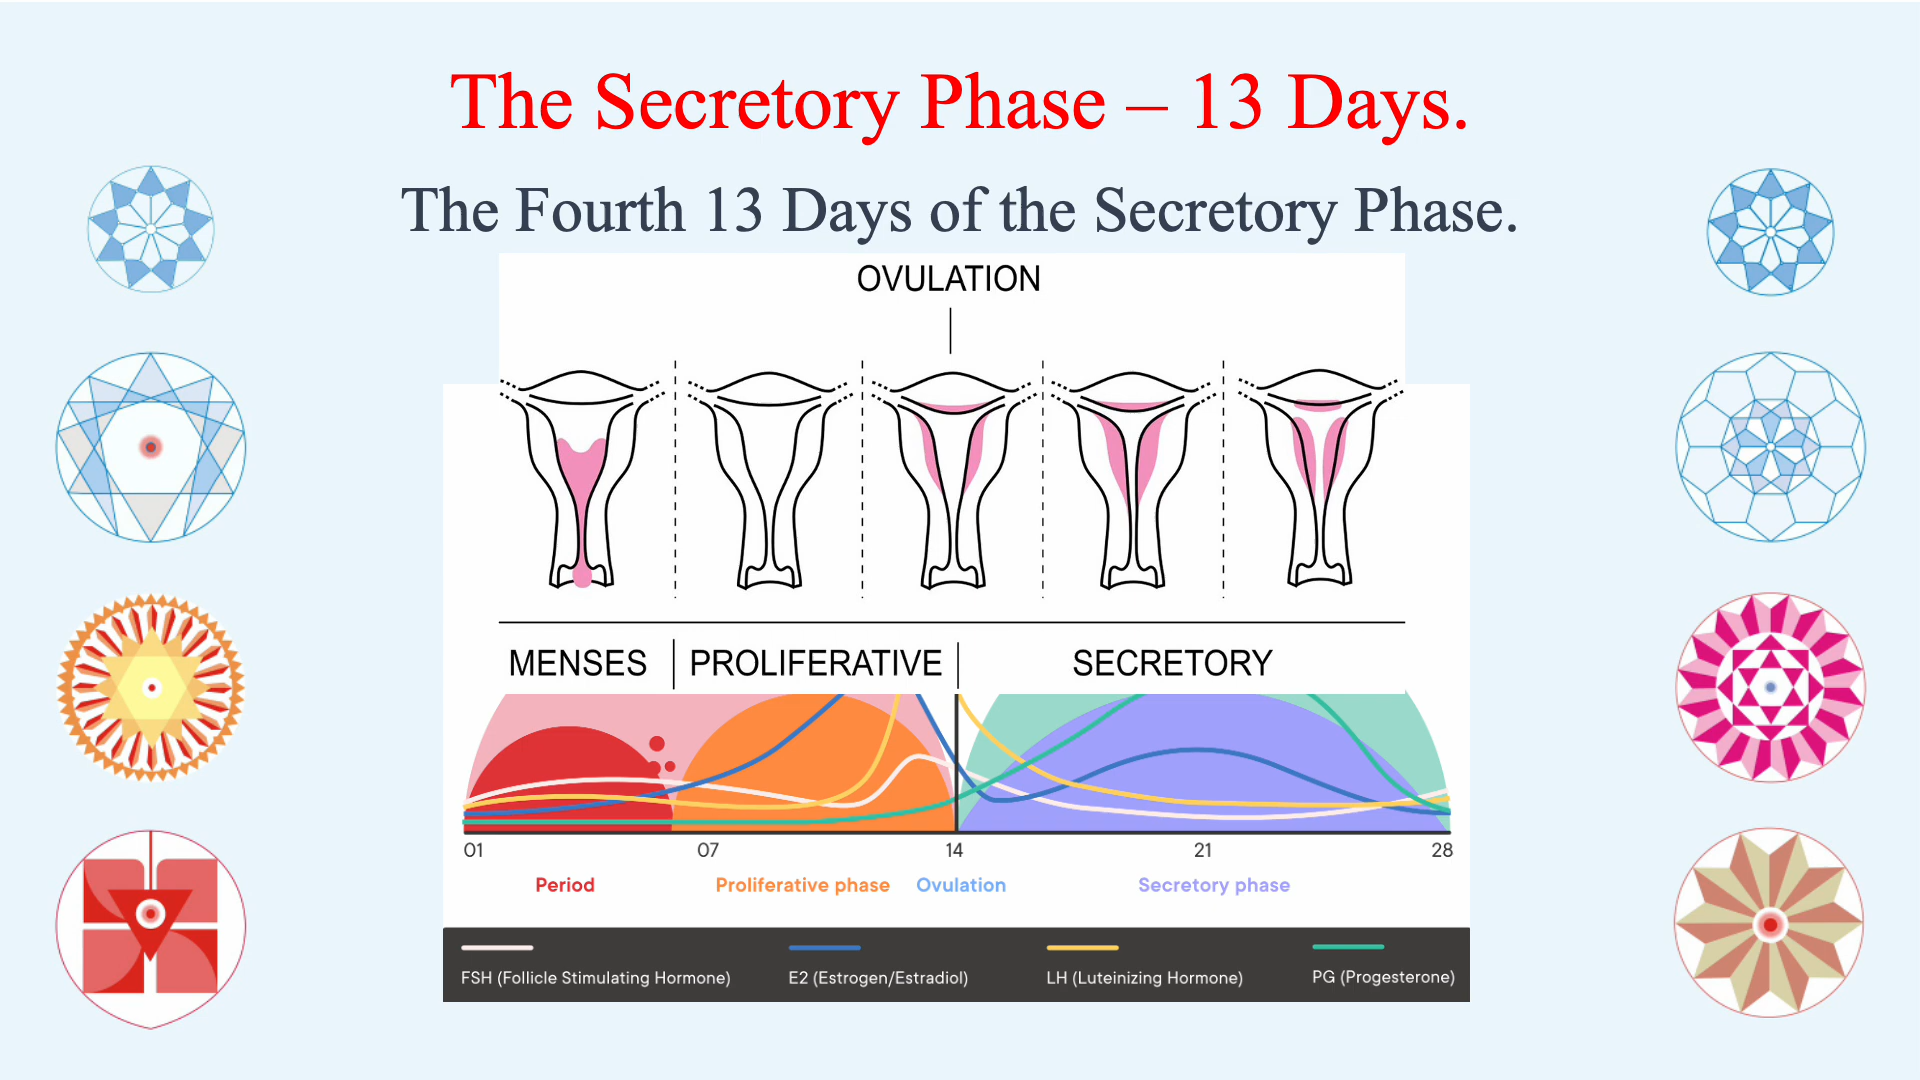 The Secretory Phase – 13 Days.
The Fourth 13 Days of the Secretory Phase.
OVULATION
MENSES PROLIFERATIVE SECRETORY
01 07 14 21 28
Period Proliferative phase Ovulation Secretory phase
FSH (Follicle Stimulating Hormone) E2 (Estrogen/Estradiol) LH (Luteinizing Hormone) PG (Progesterone)